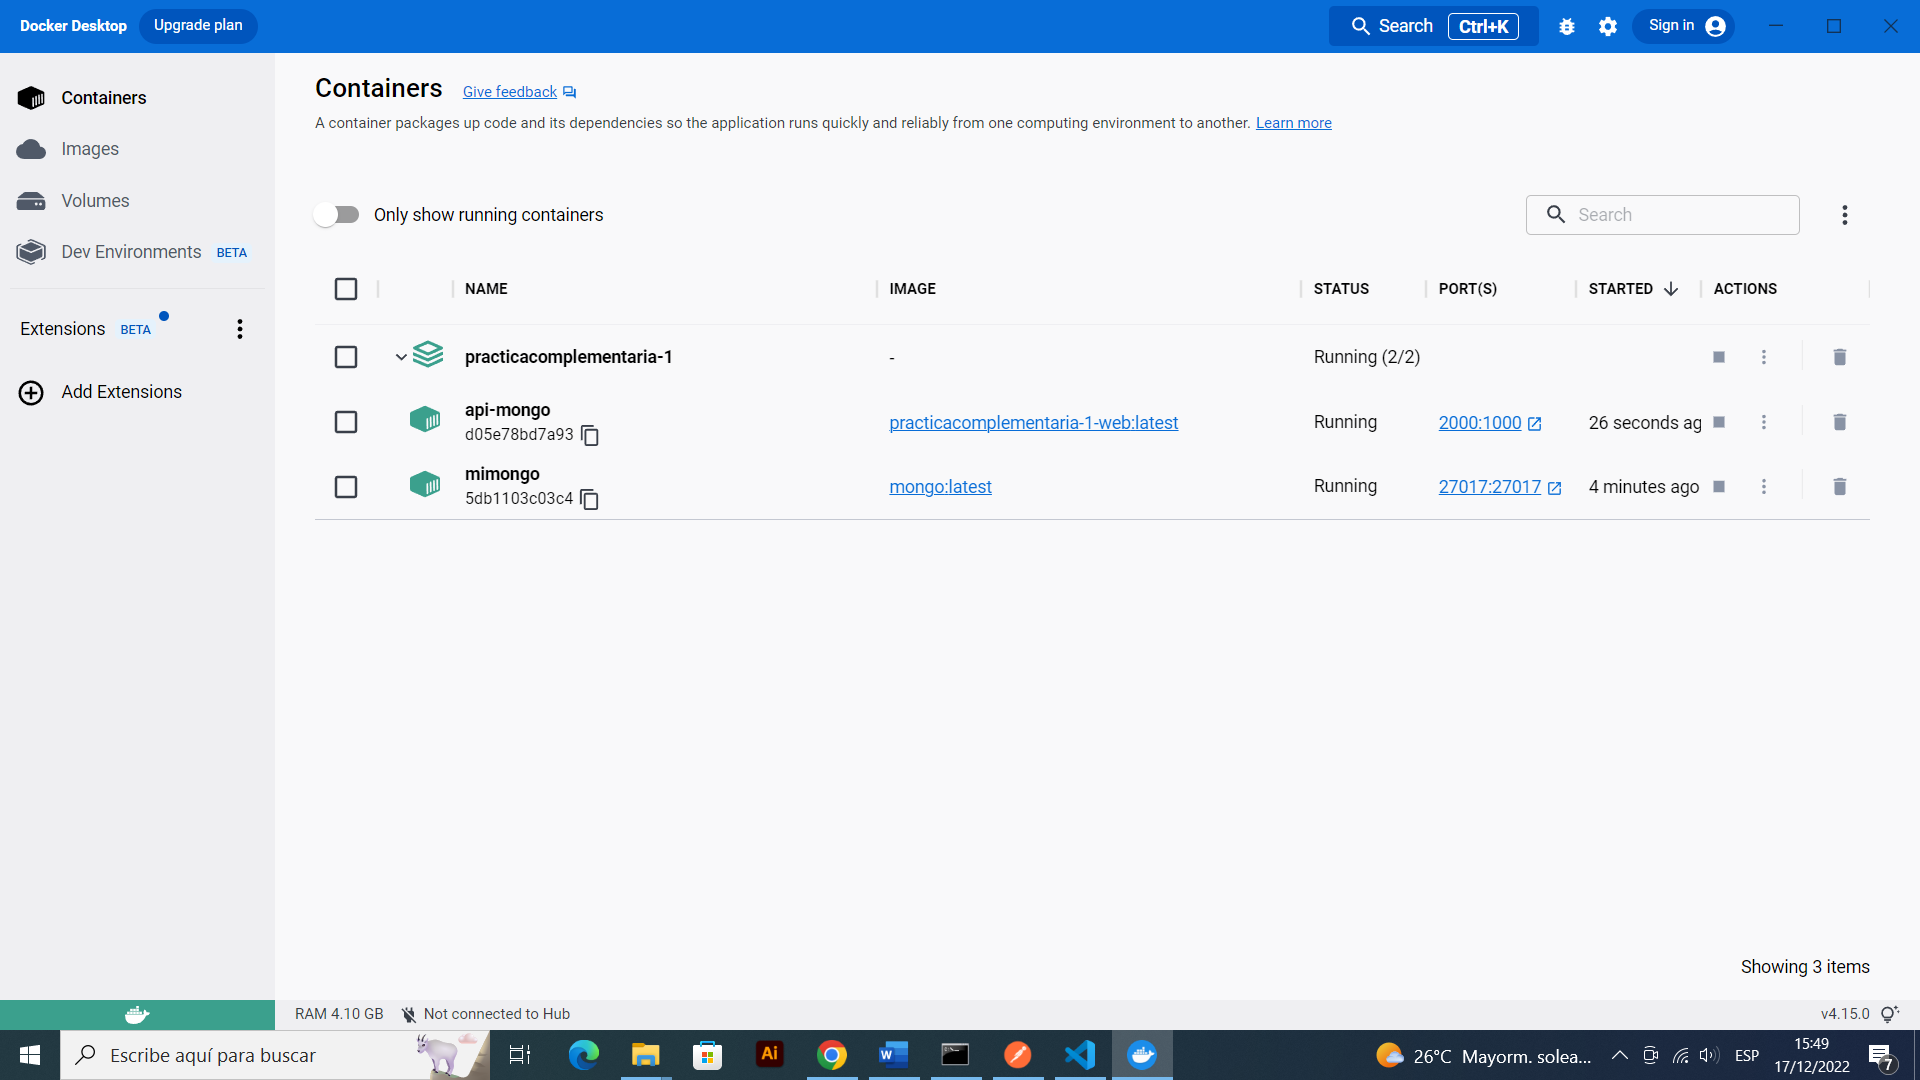 Docker Desktop Upgrade plan Search Ctrl+K Sign in
Containers
Images
Volumes
Dev Environments BETA
Extensions BETA
Add Extensions
Containers Give feedback
A container packages up code and its dependencies so the application runs quickly and reliably from one computing environment to another. Learn more
Only show running containers Search
NAME IMAGE STATUS PORT(S) STARTED ACTIONS
practicacomplementaria-1 - Running (2/2)
api-mongo
d05e78bd7a93 practicacomplementaria-1-web:latest Running 2000:1000 26 seconds ag
mimongo
5db1103c03c4 mongo:latest Running 27017:27017 4 minutes ago
Showing 3 items
RAM 4.10 GB Not connected to Hub v4.15.0
Escribe aquí para buscar Ai W 26°C Mayorm. solea... ESP 15:49
17/12/2022 7